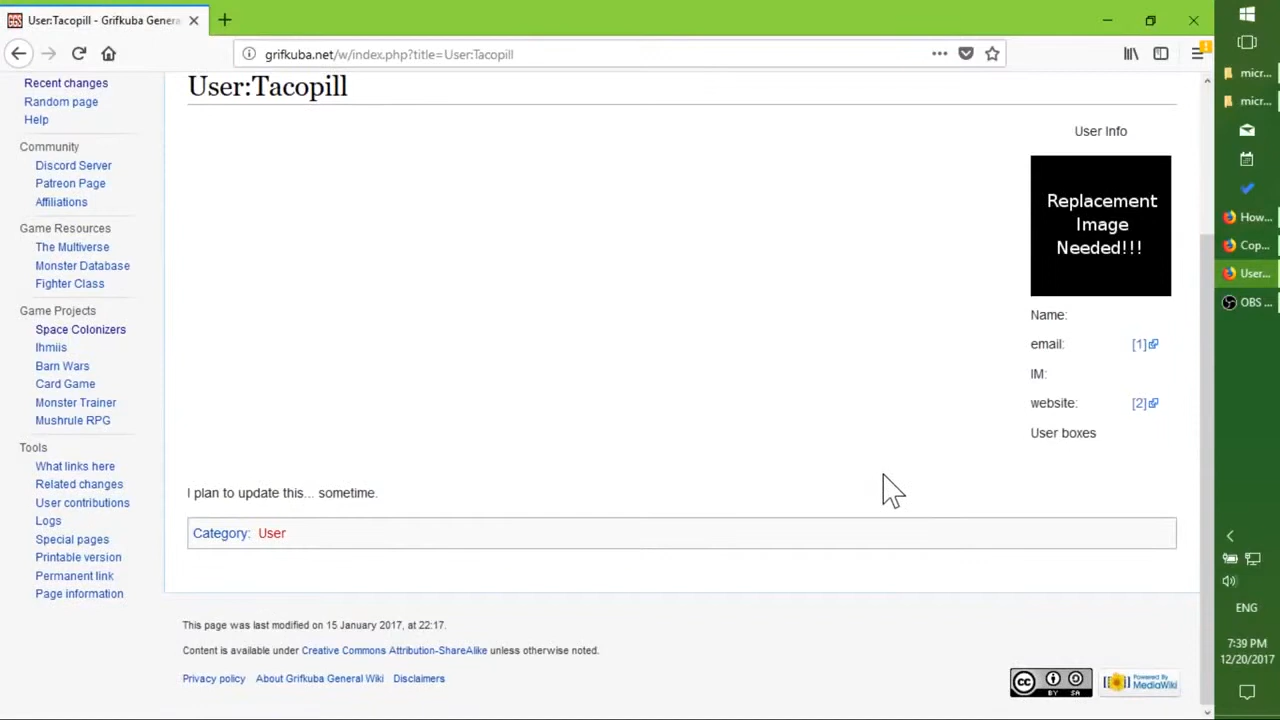 User:Tacopill - Grifkuba Genera
grifkuba.net/w/index.php?title=User:Tacopill
Recent changes
Random page
Help
Community
Discord Server
Patreon Page
Affiliations
Game Resources
The Multiverse
Monster Database
Fighter Class
Game Projects
Space Colonizers
Ihmiis
Barn Wars
Card Game
Monster Trainer
Mushrule RPG
Tools
What links here
Related changes
User contributions
Logs
Special pages
Printable version
Permanent link
Page information
User:Tacopill
User Info
Replacement
Image
Needed!!!
Name:
email: [1]
IM:
website: [2]
User boxes
I plan to update this... sometime.
Category: User
This page was last modified on 15 January 2017, at 22:17.
Content is available under Creative Commons Attribution-ShareAlike unless otherwise noted.
Privacy policy About Grifkuba General Wiki Disclaimers
CC BY SA
Powered By
MediaWiki
micr...
micr...
How...
Cop...
User...
OBS ...
ENG
7:39 PM
12/20/2017